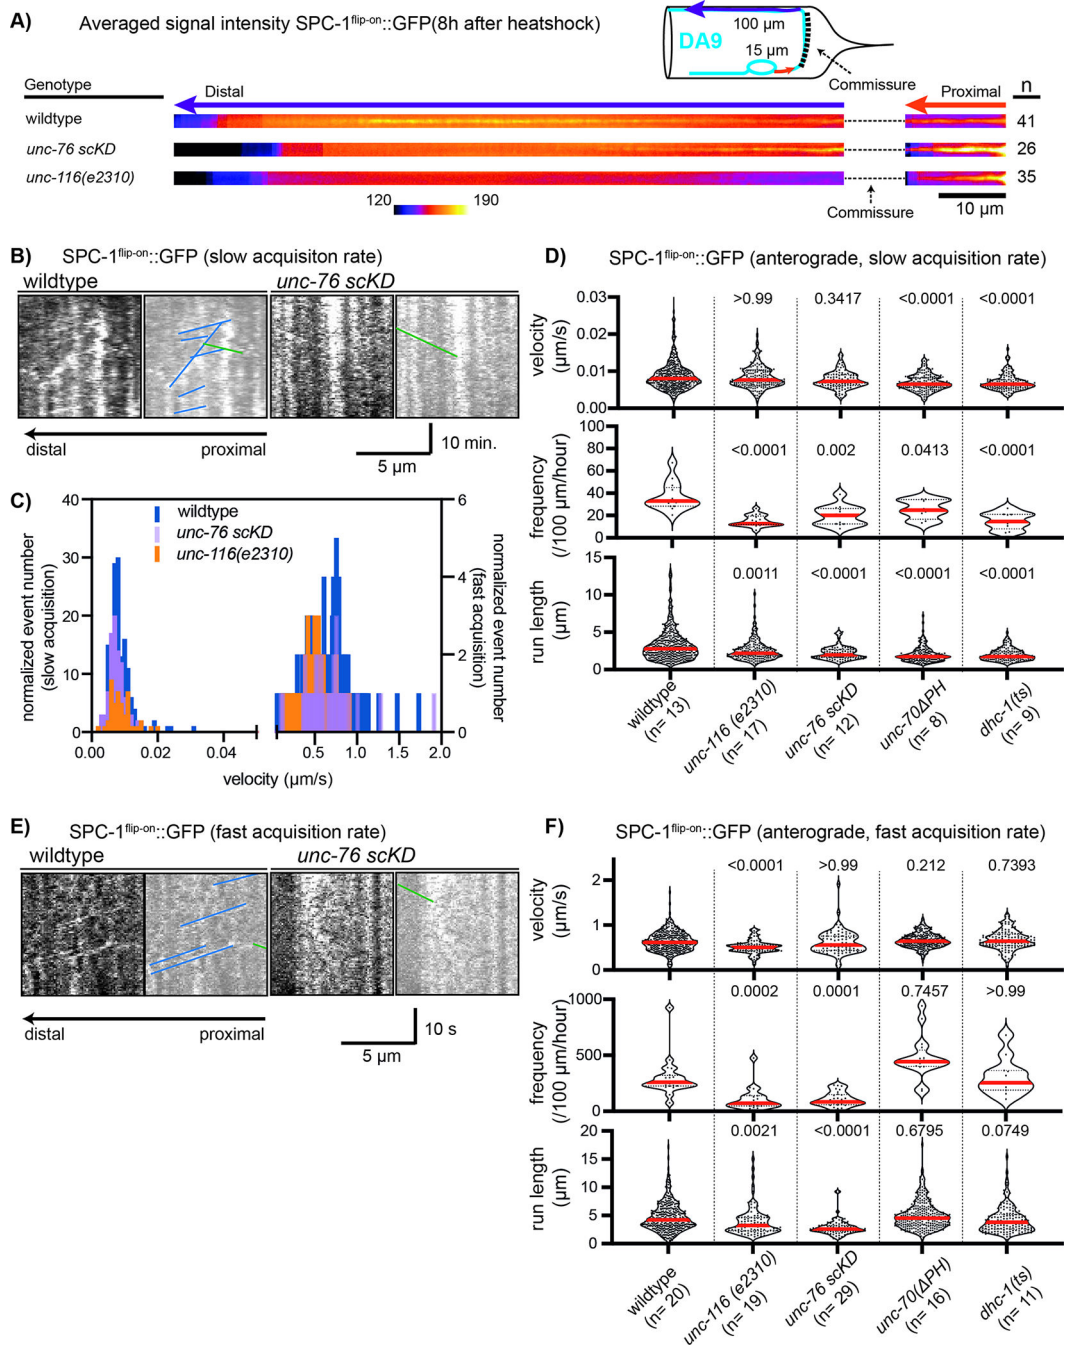 A) Averaged signal intensity SPC-1flip-on::GFP(8h after heatshock)
100 µm
DA9
15 µm
Commissure
Genotype
Distal
Proximal
n
wildtype
41
unc-76 scKD
26
unc-116(e2310)
35
120
190
Commissure
10 µm
B) SPC-1flip-on::GFP (slow acquisiton rate)
wildtype
unc-76 scKD
distal
proximal
5 µm
10 min.
C)
wildtype
unc-76 scKD
unc-116(e2310)
normalized event number
(slow acquisition)
40
30
20
10
0
normalized event number
(fast acquisition)
6
4
2
0
0.00 0.02 0.04 0.5 1.0 1.5 2.0
velocity (µm/s)
D) SPC-1flip-on::GFP (anterograde, slow acquisition rate)
velocity
(µm/s)
0.03
0.02
0.01
0.00
>0.99 0.3417 <0.0001 <0.0001
frequency
(/100 µm/hour)
100
80
60
40
20
0
<0.0001 0.002 0.0413 <0.0001
run length
(µm)
15
10
5
0
0.0011 <0.0001 <0.0001 <0.0001
wildtype
(n= 13)
unc-116 (e2310)
(n= 17)
unc-76 scKD
(n= 12)
unc-70ΔPH
(n= 8)
dhc-1(ts)
(n= 9)
E) SPC-1flip-on::GFP (fast acquisition rate)
wildtype
unc-76 scKD
distal
proximal
5 µm
10 s
F) SPC-1flip-on::GFP (anterograde, fast acquisition rate)
velocity
(µm/s)
2
1
0
<0.0001 >0.99 0.212 0.7393
frequency
(/100 µm/hour)
1000
500
0
0.0002 0.0001 0.7457 >0.99
run length
(µm)
20
15
10
5
0
0.0021 <0.0001 0.6795 0.0749
wildtype
(n= 20)
unc-116 (e2310)
(n= 19)
unc-76 scKD
(n= 29)
unc-70(ΔPH)
(n= 16)
dhc-1(ts)
(n= 11)